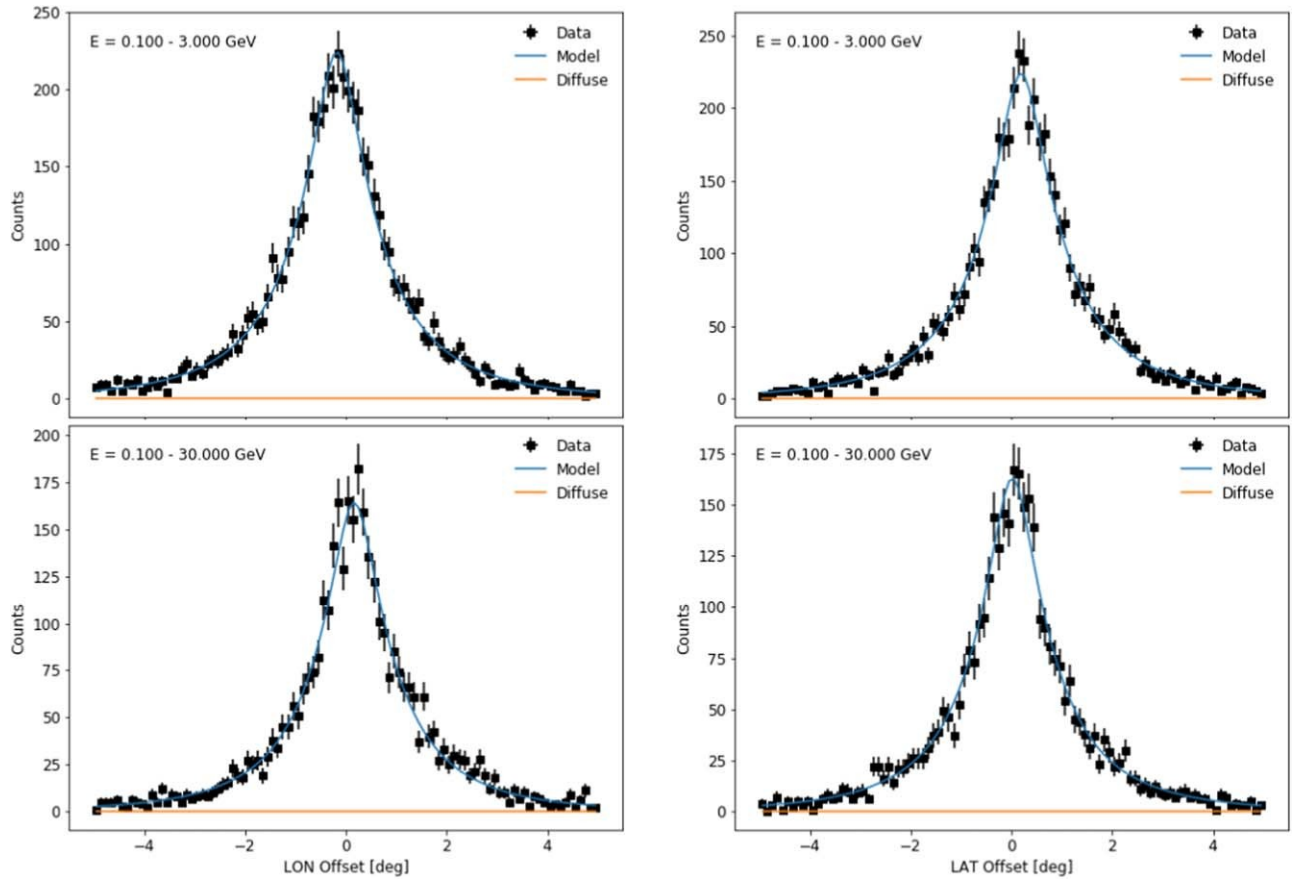 E = 0.100 - 3.000 GeV
Data
Model
Diffuse
250
200
150
100
50
0
Counts
E = 0.100 - 3.000 GeV
Data
Model
Diffuse
250
200
150
100
50
0
Counts
E = 0.100 - 30.000 GeV
Data
Model
Diffuse
200
175
150
125
100
75
50
25
0
Counts
−4 −2 0 2 4
LON Offset [deg]
E = 0.100 - 30.000 GeV
Data
Model
Diffuse
175
150
125
100
75
50
25
0
Counts
−4 −2 0 2 4
LAT Offset [deg]